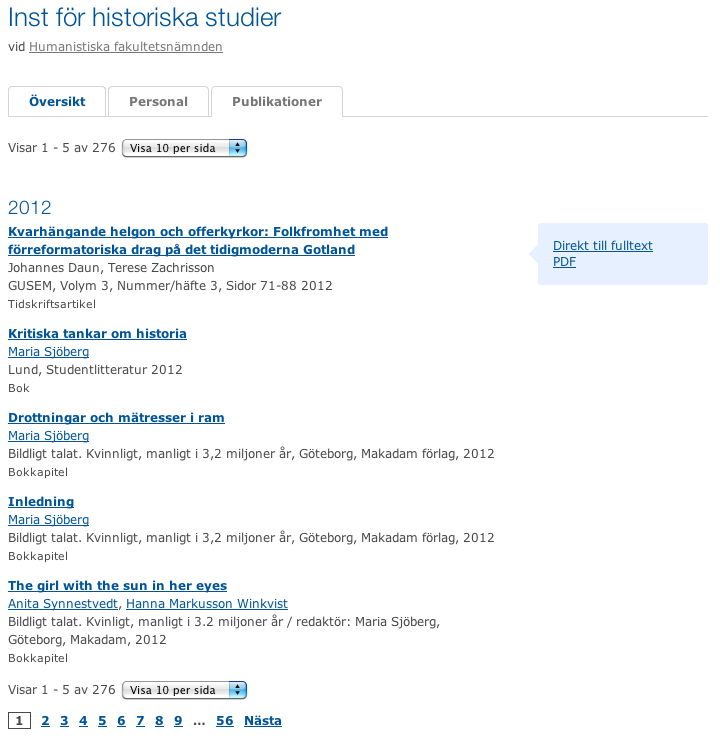 Inst för historiska studier
vid Humanistiska fakultetsnämnden
Översikt Personal Publikationer
Visar 1 - 5 av 276 Visa 10 per sida
2012
Kvarhängande helgon och offerkyrkor: Folkfromhet med
förreformatoriska drag på det tidigmoderna Gotland
Johannes Daun, Terese Zachrisson
GUSEM, Volym 3, Nummer/häfte 3, Sidor 71-88 2012
Tidskriftsartikel
Direkt till fulltext
PDF
Kritiska tankar om historia
Maria Sjöberg
Lund, Studentlitteratur 2012
Bok
Drottningar och mätresser i ram
Maria Sjöberg
Bildligt talat. Kvinnligt, manligt i 3,2 miljoner år, Göteborg, Makadam förlag, 2012
Bokkapitel
Inledning
Maria Sjöberg
Bildligt talat. Kvinnligt, manligt i 3,2 miljoner år, Göteborg, Makadam förlag, 2012
Bokkapitel
The girl with the sun in her eyes
Anita Synnestvedt, Hanna Markusson Winkvist
Bildligt talat. Kvinligt, manligt i 3.2 miljoner år / redaktör: Maria Sjöberg,
Göteborg, Makadam, 2012
Bokkapitel
Visar 1 - 5 av 276 Visa 10 per sida
1 2 3 4 5 6 7 8 9 ... 56 Nästa